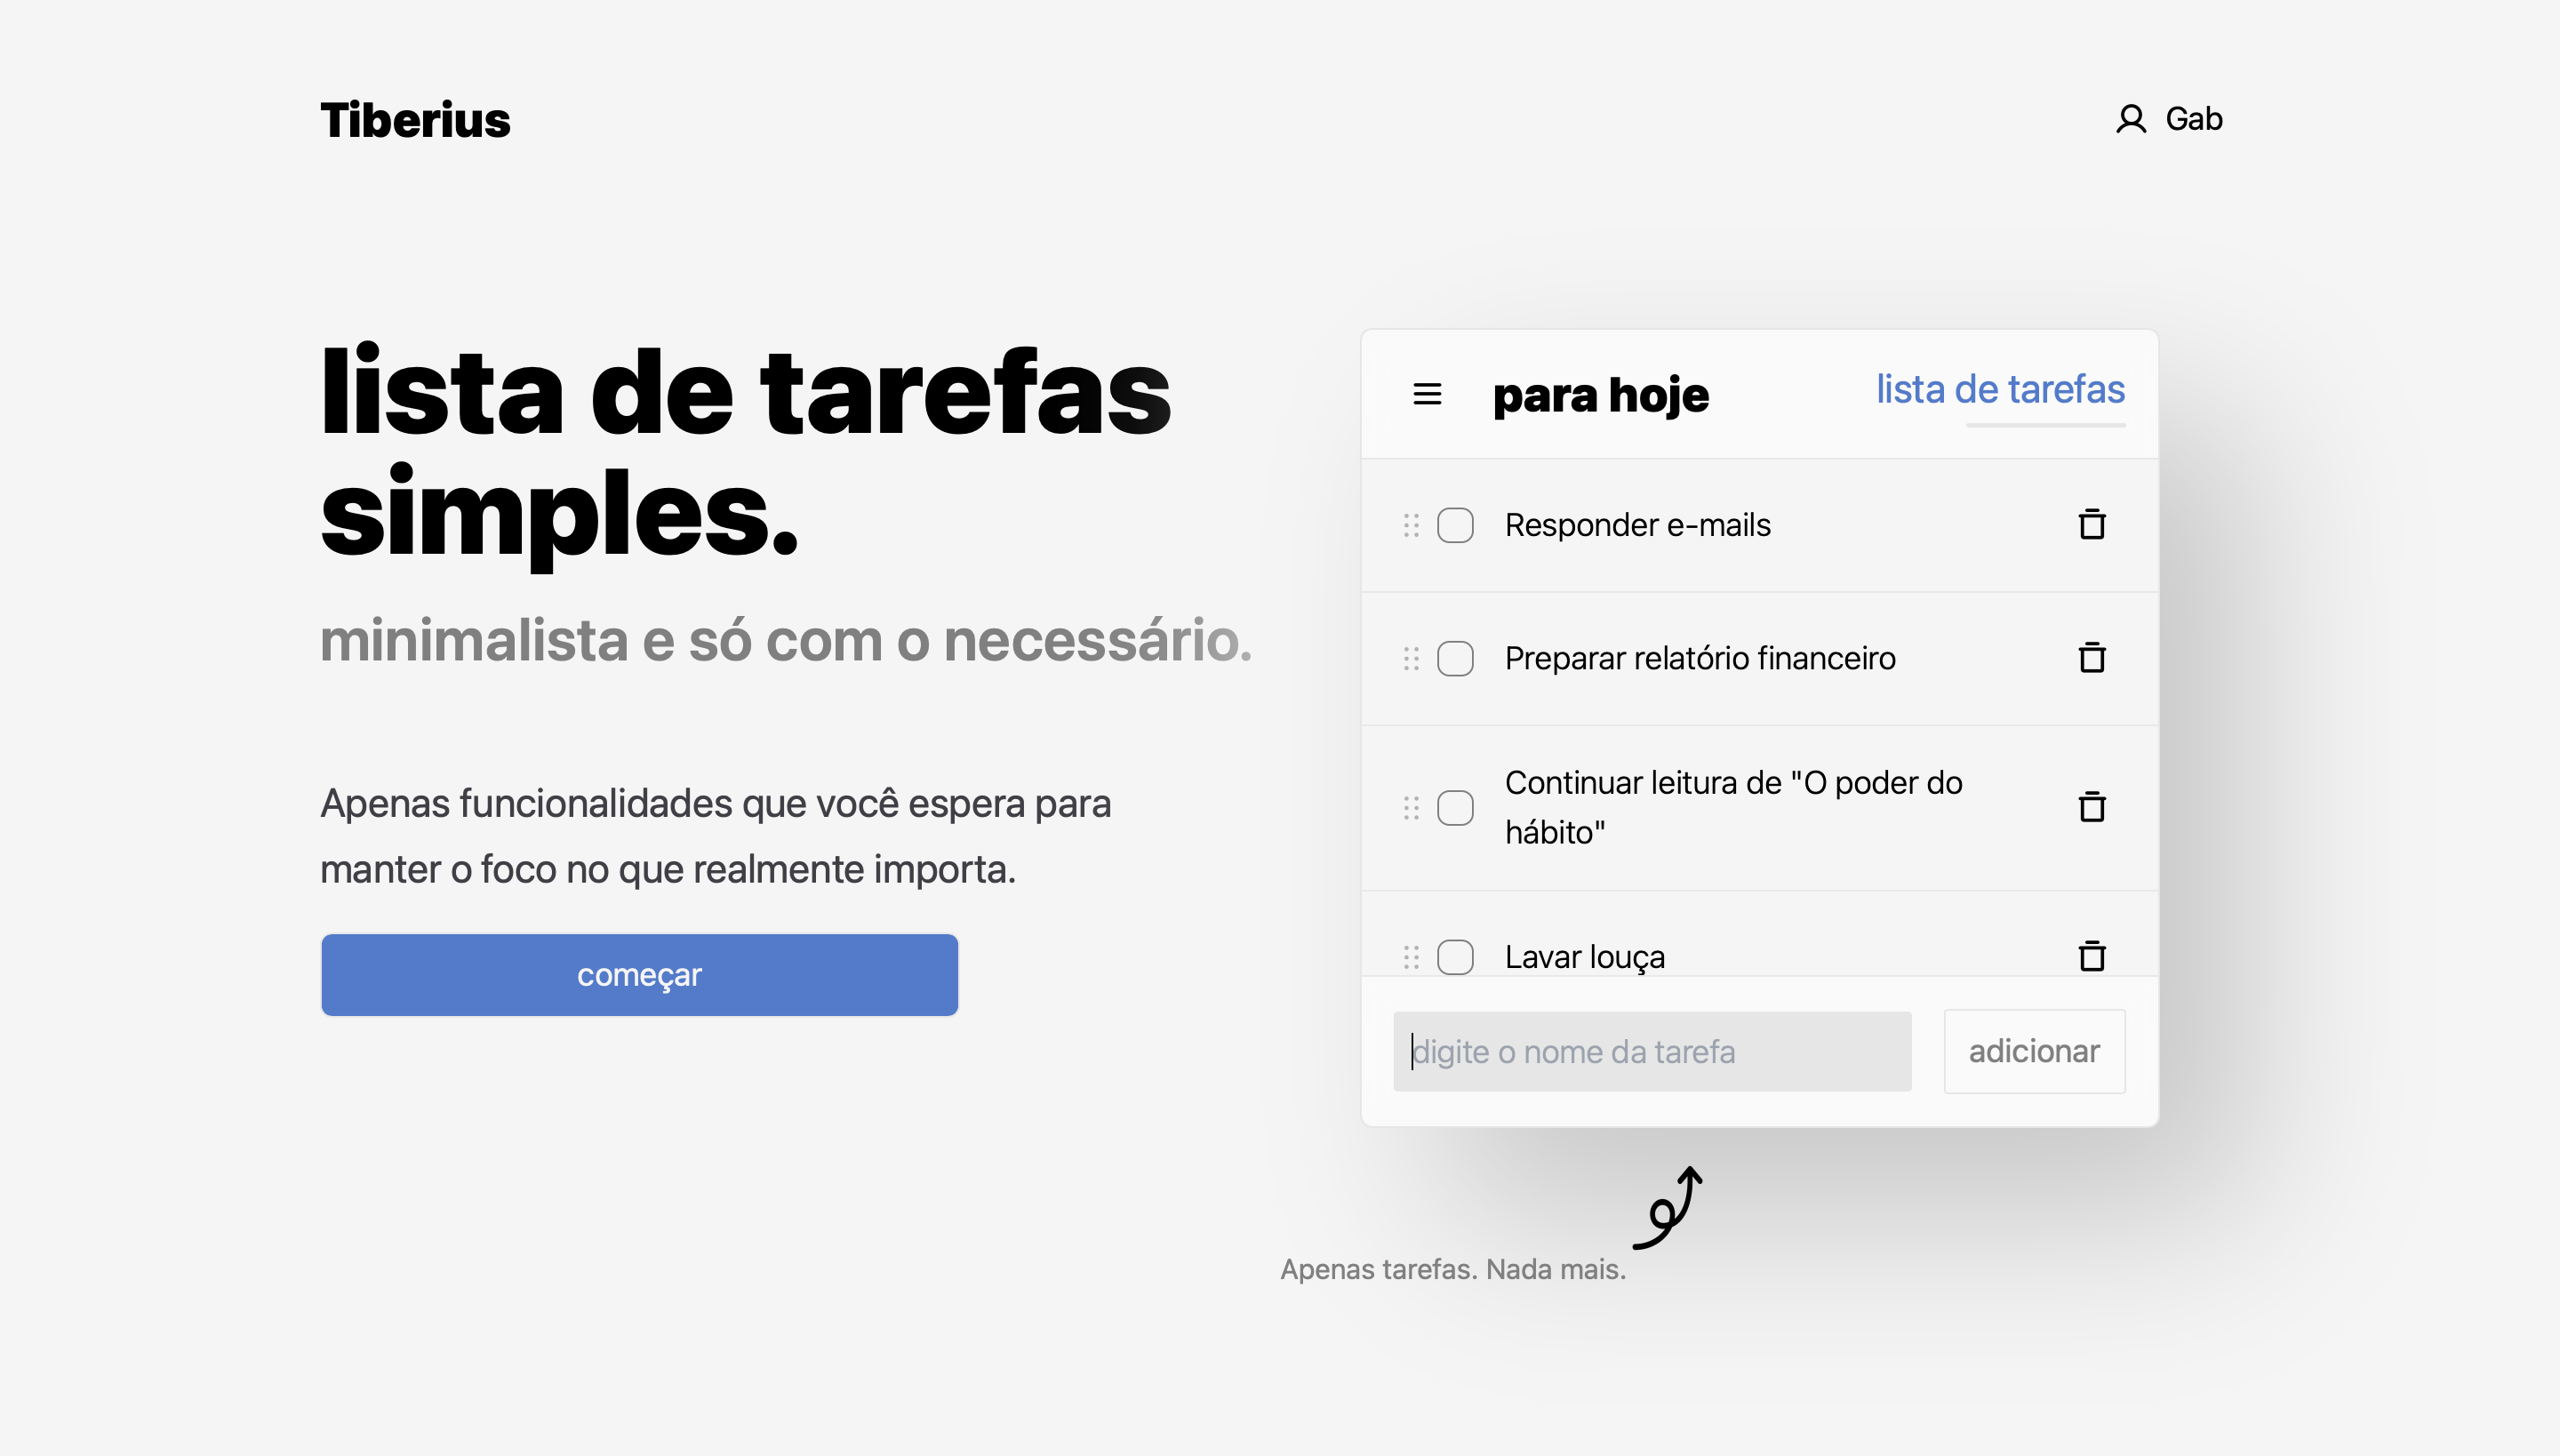 Tiberius
Gab
lista de tarefas
simples.
minimalista e só com o necessário.
Apenas funcionalidades que você espera para
manter o foco no que realmente importa.
começar
para hoje
lista de tarefas
Responder e-mails
Preparar relatório financeiro
Continuar leitura de "O poder do
hábito"
Lavar louça
digite o nome da tarefa
adicionar
Apenas tarefas. Nada mais.